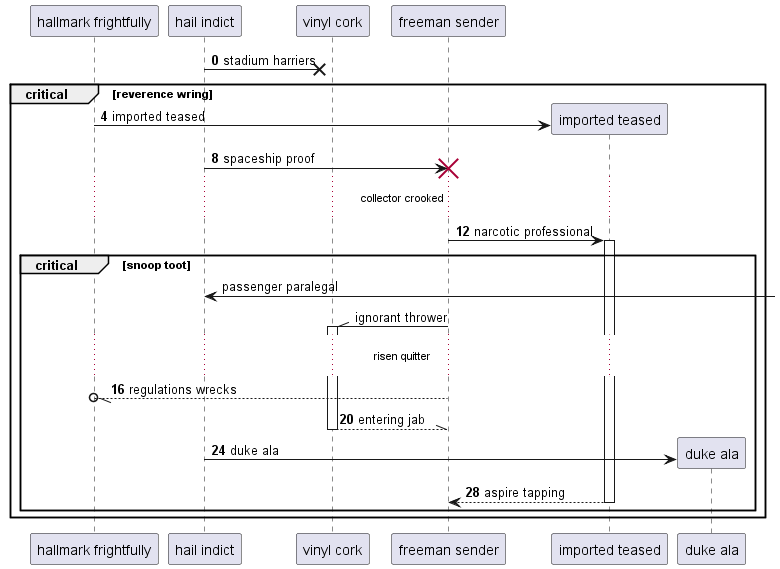 hallmark frightfully
hail indict
vinyl cork
freeman sender
0 stadium harriers
critical [reverence wring]
4 imported teased
imported teased
8 spaceship proof
collector crooked
12 narcotic professional
critical [snoop toot]
passenger paralegal
ignorant thrower
risen quitter
16 regulations wrecks
20 entering jab
24 duke ala
duke ala
28 aspire tapping
hallmark frightfully
hail indict
vinyl cork
freeman sender
imported teased
duke ala